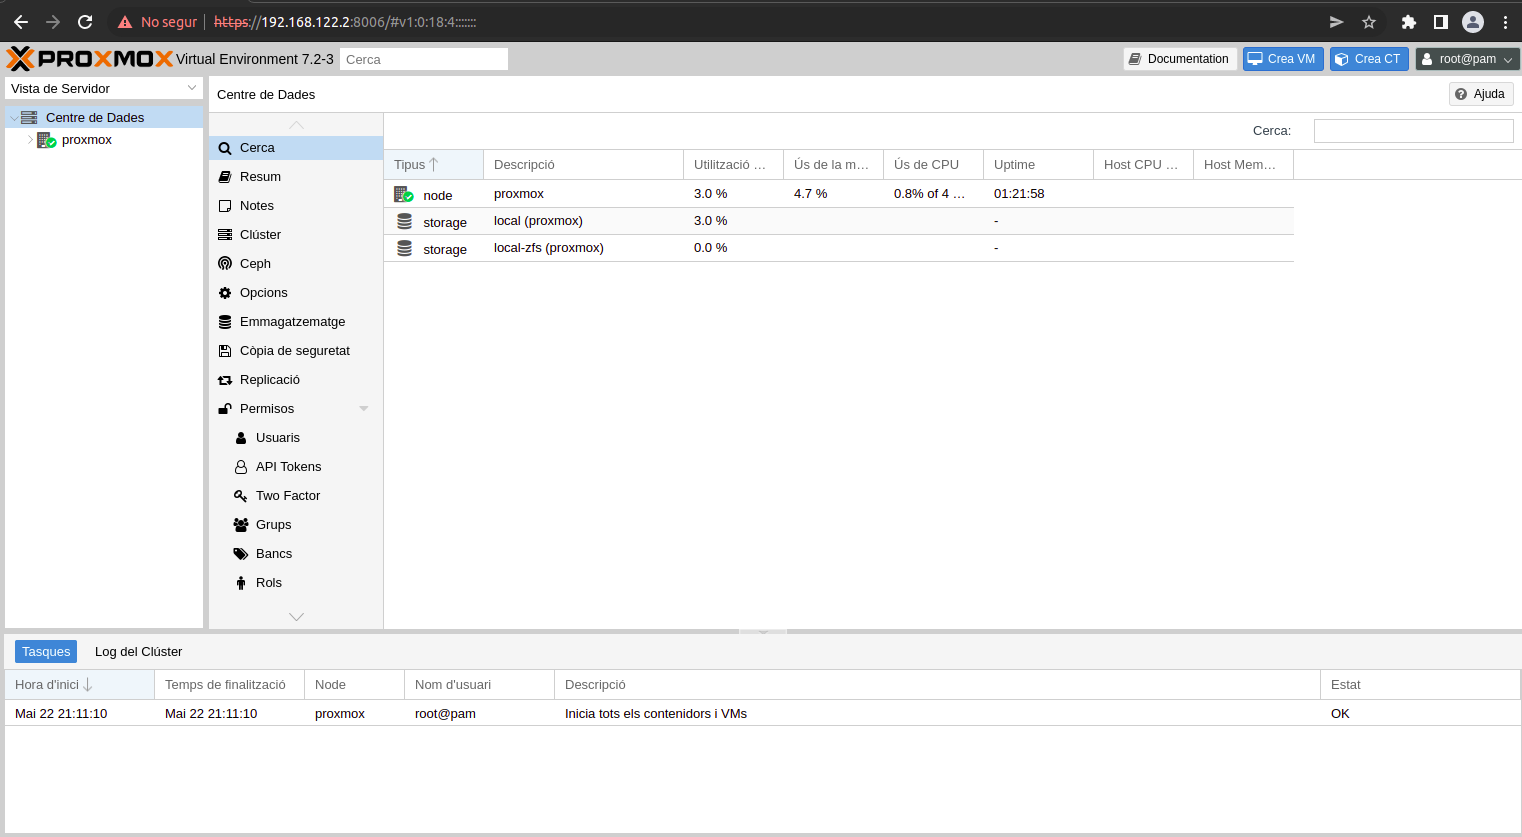 No segur https://192.168.122.2:8006/#v1:0:18:4:::::::
PROXMOX Virtual Environment 7.2-3 Cerca Documentation Crea VM Crea CT root@pam
Vista de Servidor
Centre de Dades
proxmox
Centre de Dades Ajuda
Cerca
Resum
Notes
Clúster
Ceph
Opcions
Emmagatzematge
Còpia de seguretat
Replicació
Permisos
Usuaris
API Tokens
Two Factor
Grups
Bancs
Rols
Cerca:
Tipus Descripció Utilització ... Ús de la m... Ús de CPU Uptime Host CPU ... Host Mem...
node proxmox 3.0 % 4.7 % 0.8% of 4 ... 01:21:58
storage local (proxmox) 3.0 % -
storage local-zfs (proxmox) 0.0 % -
Tasques Log del Clúster
Hora d'inici Temps de finalització Node Nom d'usuari Descripció Estat
Mai 22 21:11:10 Mai 22 21:11:10 proxmox root@pam Inicia tots els contenidors i VMs OK